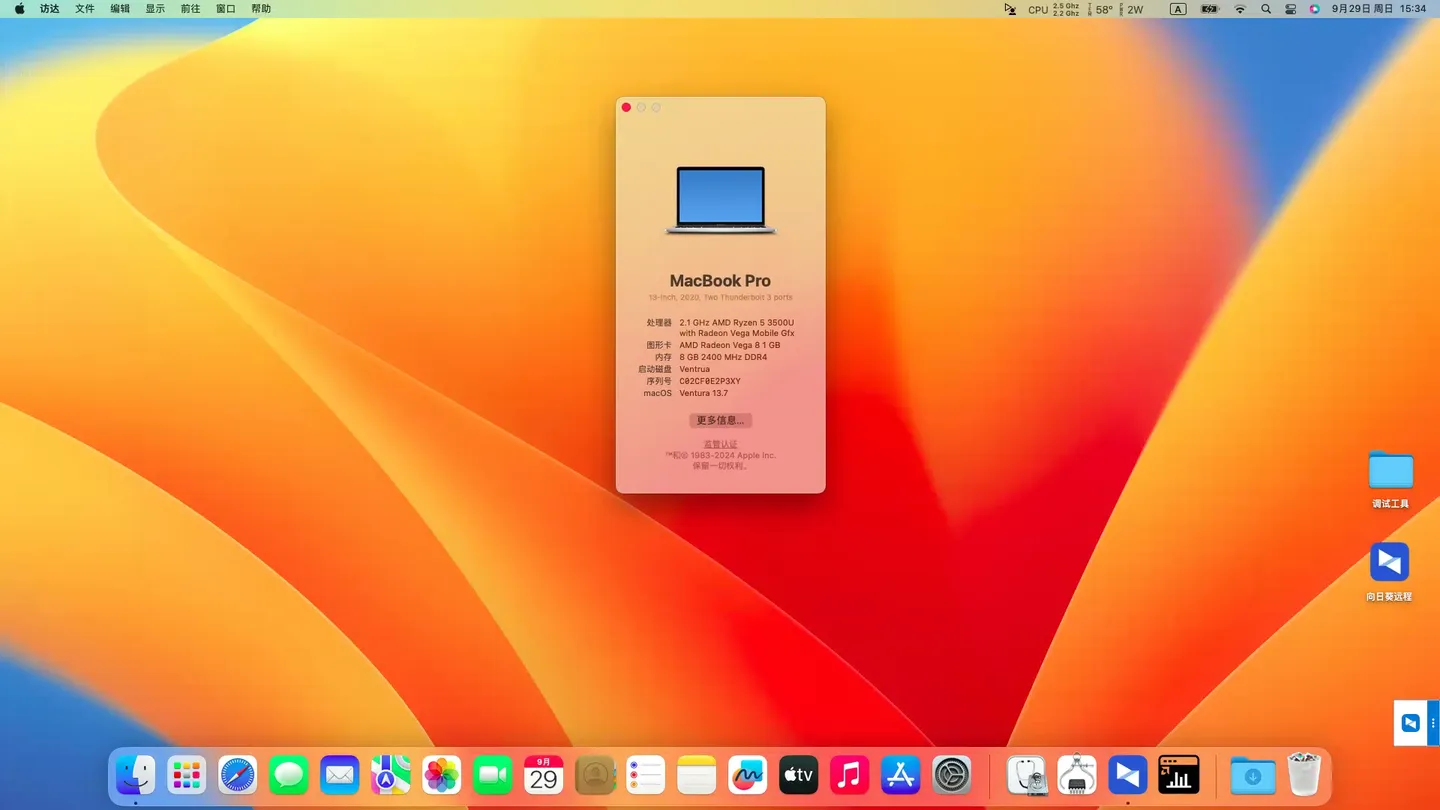 访达 文件 编辑 显示 前往 窗口 帮助
CPU 2.5 Ghz 58° 2W A 9月29日 周日 15:34
2.2 Ghz
MacBook Pro
13-inch, 2020, Two Thunderbolt 3 ports
处理器 2.1 GHz AMD Ryzen 5 3500U
with Radeon Vega Mobile Gfx
图形卡 AMD Radeon Vega 8 1 GB
内存 8 GB 2400 MHz DDR4
启动磁盘 Ventrua
序列号 C02CF0E2P3XY
macOS Ventura 13.7
更多信息...
监管认证
™和© 1983-2024 Apple Inc.
保留一切权利。
调试工具
向日葵远程
9月
29
tv